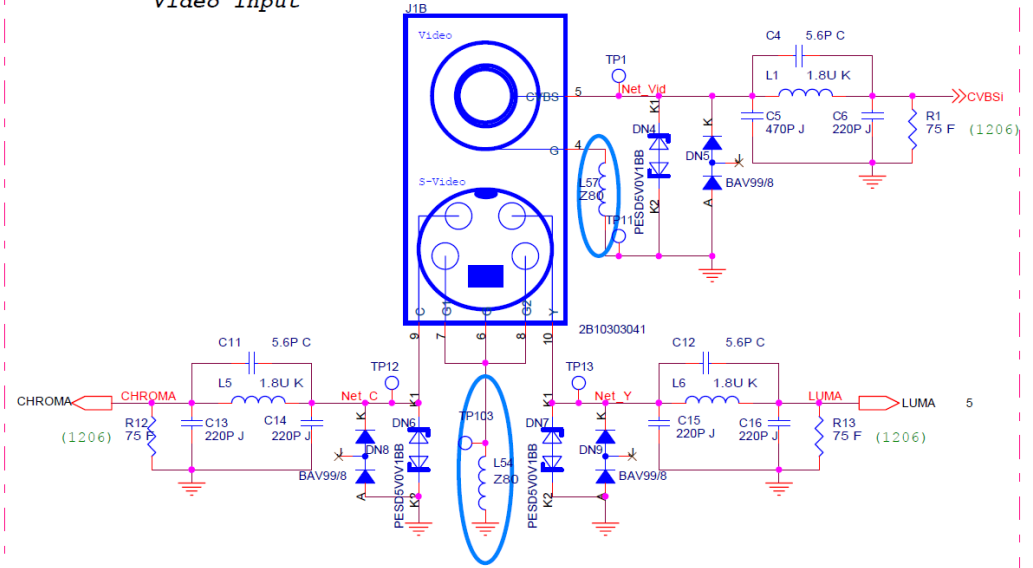 Video Input
J1B
Video
CVBS
5
G
4
S-Video
C
G1
G
G2
Y
9
7
6
8
10
2B10303041
TP1
Net_Vid
C4 5.6P C
L1 1.8U K
CVBSI
C5
470P J
C6
220P J
R1
75 F
(1206)
K1
DN4
K2
PESD5V0V1BB
K
DN5
A
BAV99/8
L57
Z80
TP11
C11 5.6P C
L5 1.8U K
CHROMA
CHROMA
R12
75 F
(1206)
C13
220P J
C14
220P J
Net_C
TP12
K
DN8
BAV99/8
A
K1
DN6
K2
PESD5V0V1BB
TP103
L54
Z80
TP13
K1
DN7
K2
PESD5V0V1BB
Net_Y
K
DN9
BAV99/8
A
C12 5.6P C
L6 1.8U K
C15
220P J
C16
220P J
LUMA
LUMA 5
R13
75 F
(1206)